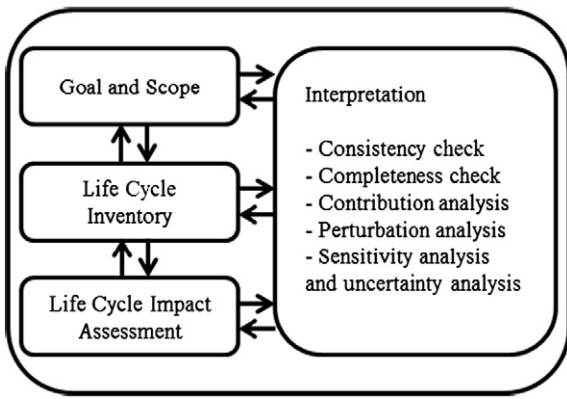 Goal and Scope
Life Cycle
Inventory
Life Cycle Impact
Assessment
Interpretation
- Consistency check
- Completeness check
- Contribution analysis
- Perturbation analysis
- Sensitivity analysis
and uncertainty analysis